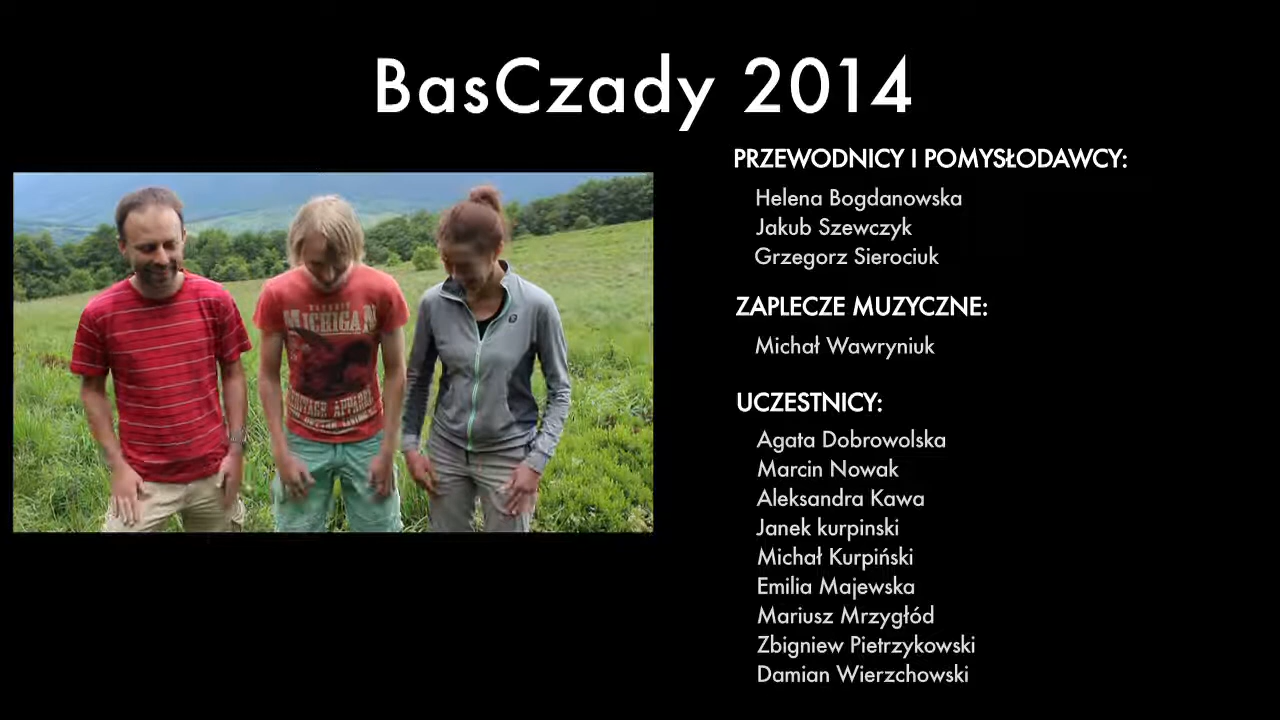 BasCzady 2014
PRZEWODNICY I POMYSŁODAWCY:
Helena Bogdanowska
Jakub Szewczyk
Grzegorz Sierociuk
ZAPLECZE MUZYCZNE:
Michał Wawryniuk
UCZESTNICY:
Agata Dobrowolska
Marcin Nowak
Aleksandra Kawa
Janek kurpinski
Michał Kurpiński
Emilia Majewska
Mariusz Mrzygłód
Zbigniew Pietrzykowski
Damian Wierzchowski
MICHIGAN
APPAREL